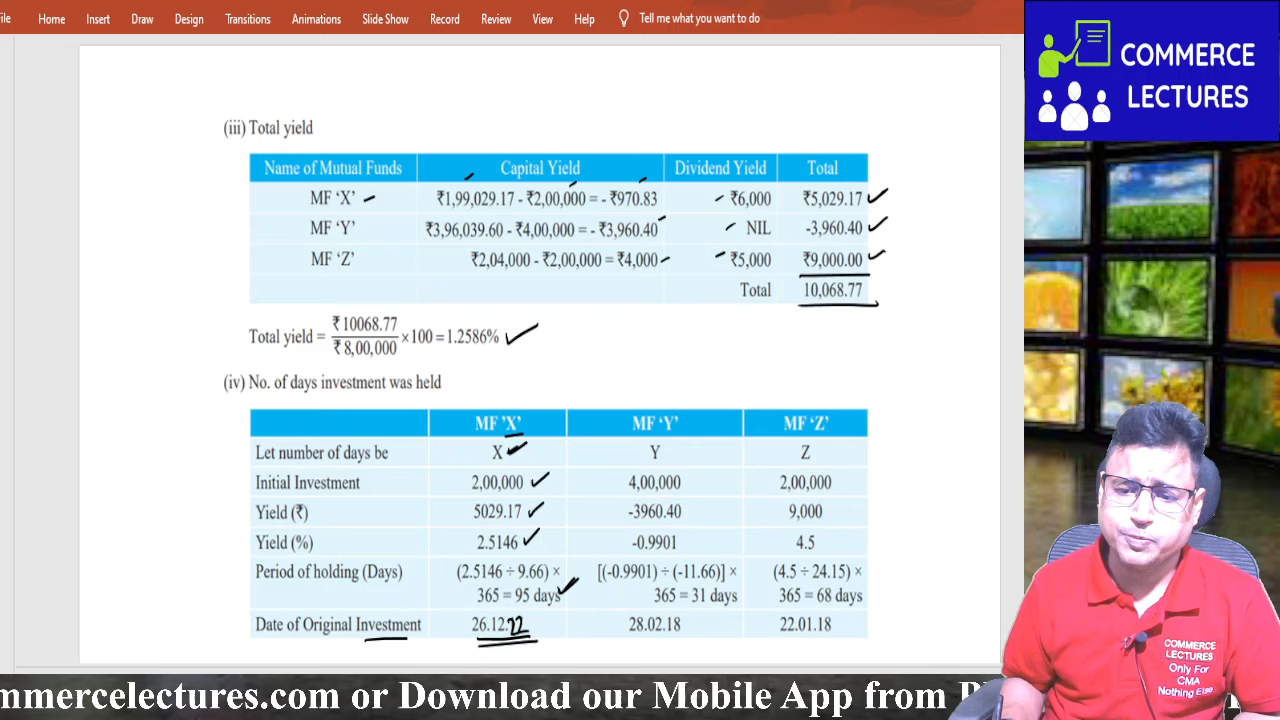 File Home Insert Draw Design Transitions Animations Slide Show Record Review View Help Tell me what you want to do
COMMERCE
LECTURES
(iii) Total yield
Name of Mutual Funds Capital Yield Dividend Yield Total
MF ‘X’ ₹1,99,029.17 - ₹2,00,000 = - ₹970.83 ₹6,000 ₹5,029.17
MF ‘Y’ ₹3,96,039.60 - ₹4,00,000 = - ₹3,960.40 NIL -3,960.40
MF ‘Z’ ₹2,04,000 - ₹2,00,000 = ₹4,000 ₹5,000 ₹9,000.00
Total 10,068.77
Total yield = ₹ 10068.77 / ₹ 8,00,000 ×100 = 1.2586%
(iv) No. of days investment was held
MF ’X’ MF ‘Y’ MF ‘Z’
Let number of days be X Y Z
Initial Investment 2,00,000 4,00,000 2,00,000
Yield (₹) 5029.17 -3960.40 9,000
Yield (%) 2.5146 -0.9901 4.5
Period of holding (Days) (2.5146 ÷ 9.66) × [(-0.9901) ÷ (-11.66)] × (4.5 ÷ 24.15) ×
365 = 95 days 365 = 31 days 365 = 68 days
Date of Original Investment 26.12.22 28.02.18 22.01.18
COMMERCE
LECTURES
Only For
CMA
Nothing Else
mmercelectures.com or Download our Mobile App from P